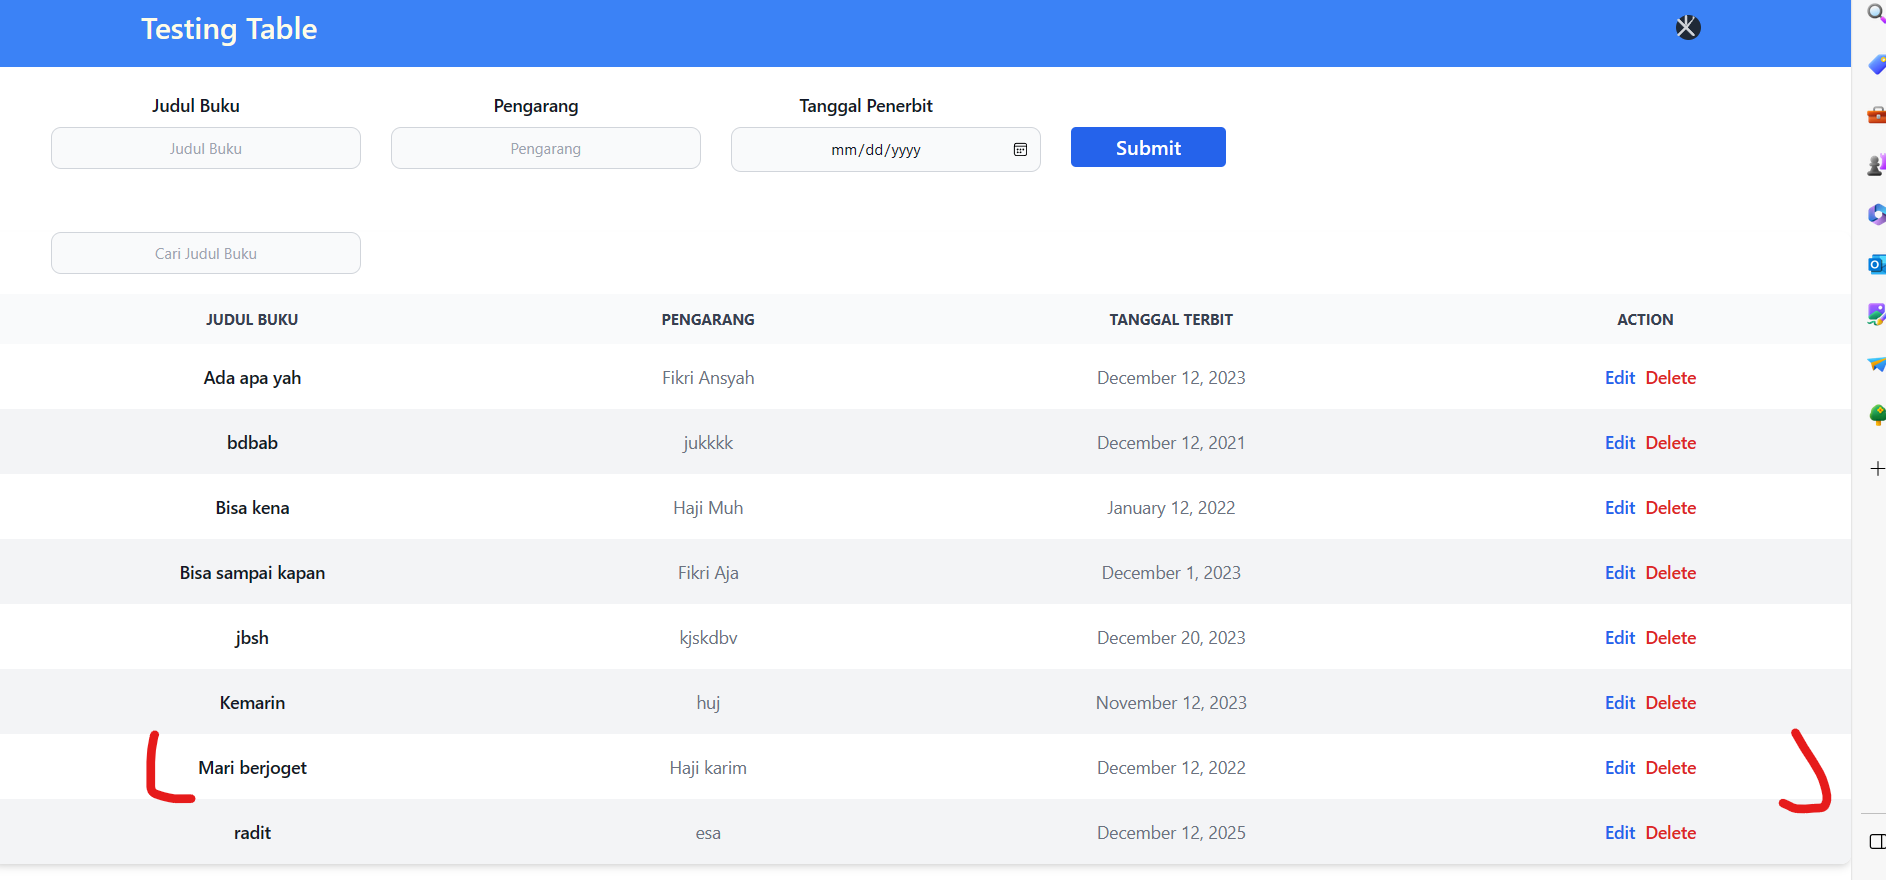 Testing Table
Judul Buku Pengarang Tanggal Penerbit
Judul Buku Pengarang mm/dd/yyyy Submit
Cari Judul Buku
JUDUL BUKU PENGARANG TANGGAL TERBIT ACTION
Ada apa yah Fikri Ansyah December 12, 2023 Edit Delete
bdbab jukkkk December 12, 2021 Edit Delete
Bisa kena Haji Muh January 12, 2022 Edit Delete
Bisa sampai kapan Fikri Aja December 1, 2023 Edit Delete
jbsh kjskdbv December 20, 2023 Edit Delete
Kemarin huj November 12, 2023 Edit Delete
Mari berjoget Haji karim December 12, 2022 Edit Delete
radit esa December 12, 2025 Edit Delete